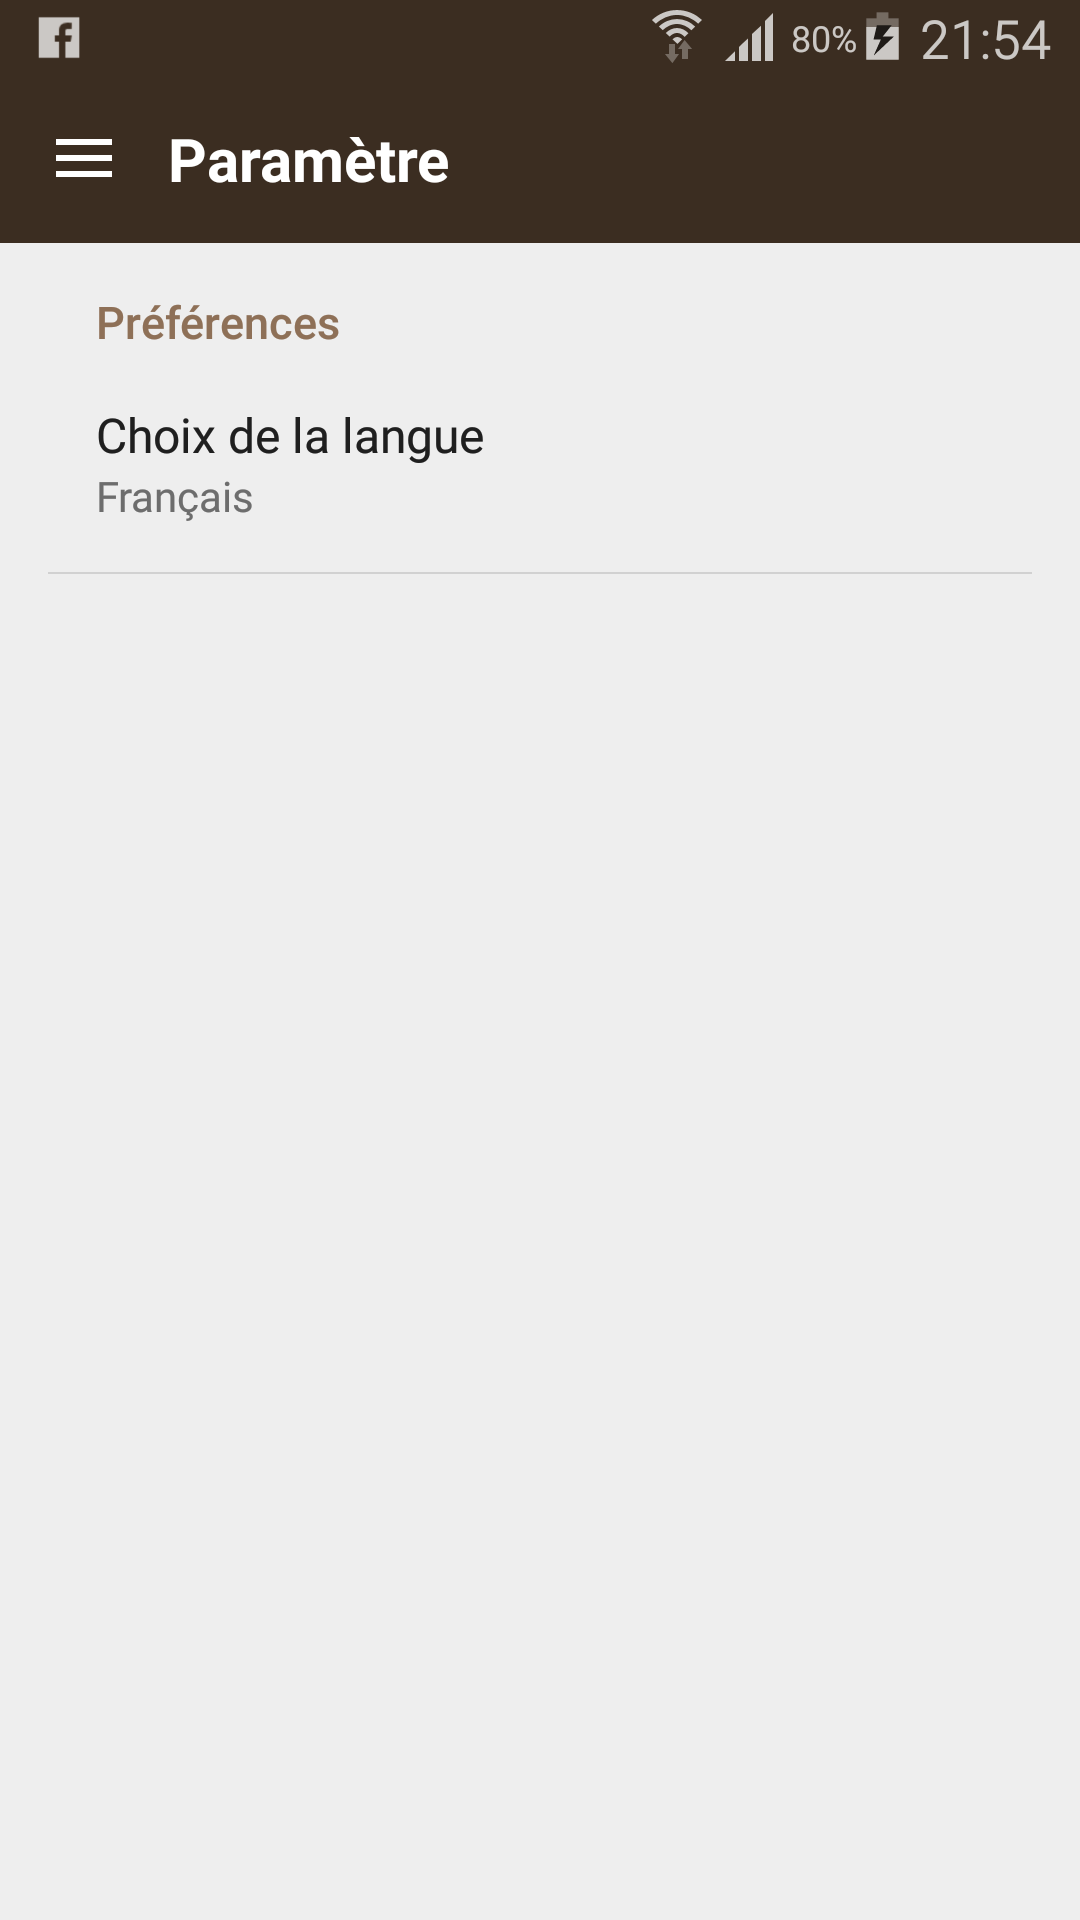 80% 21:54
Paramètre
Préférences
Choix de la langue
Français